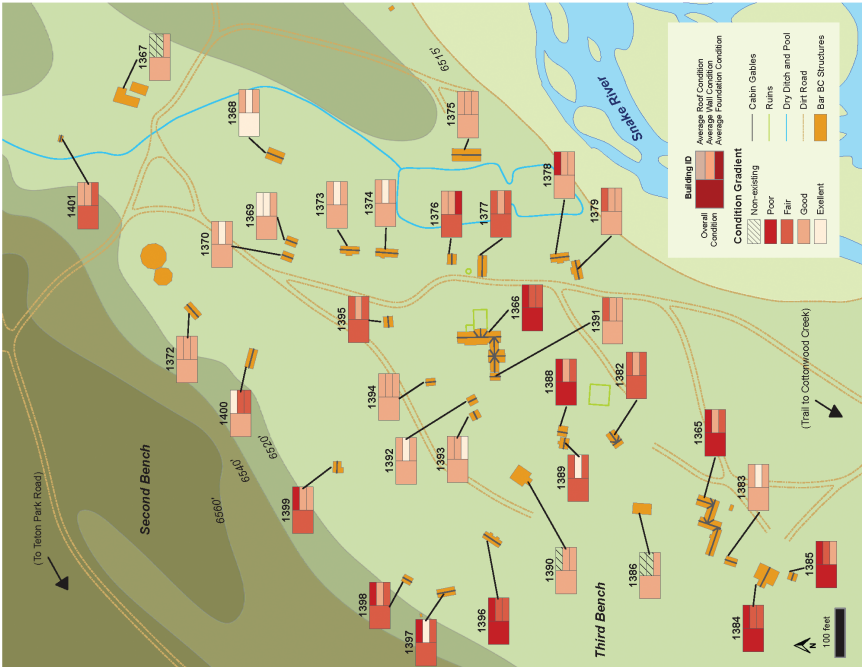 1367
1368
1375
6515'
Snake River
1401
1370
1369
1373
1374
1376
1377
1378
1379
1372
1395
1366
1391
1400
1394
1388
1382
6520'
6540'
6560'
Second Bench
1399
1392
1393
1389
1365
1383
(Trail to Cottonwood Creek)
(To Teton Park Road)
1390
1386
Third Bench
1398
1397
1396
1384
1385
N
100 feet
Building ID
Overall
Condition
Average Roof Condition
Average Wall Condition
Average Foundation Condition
Condition Gradient
Non-existing
Poor
Fair
Good
Exellent
Cabin Gables
Ruins
Dry Ditch and Pool
Dirt Road
Bar BC Structures